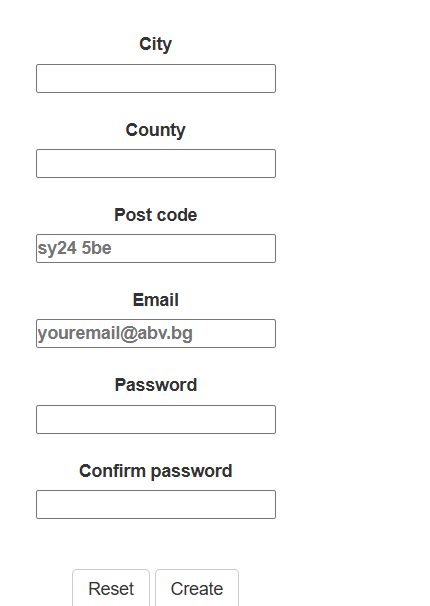 City
County
Post code
sy24 5be
Email
youremail@abv.bg
Password
Confirm password
Reset Create